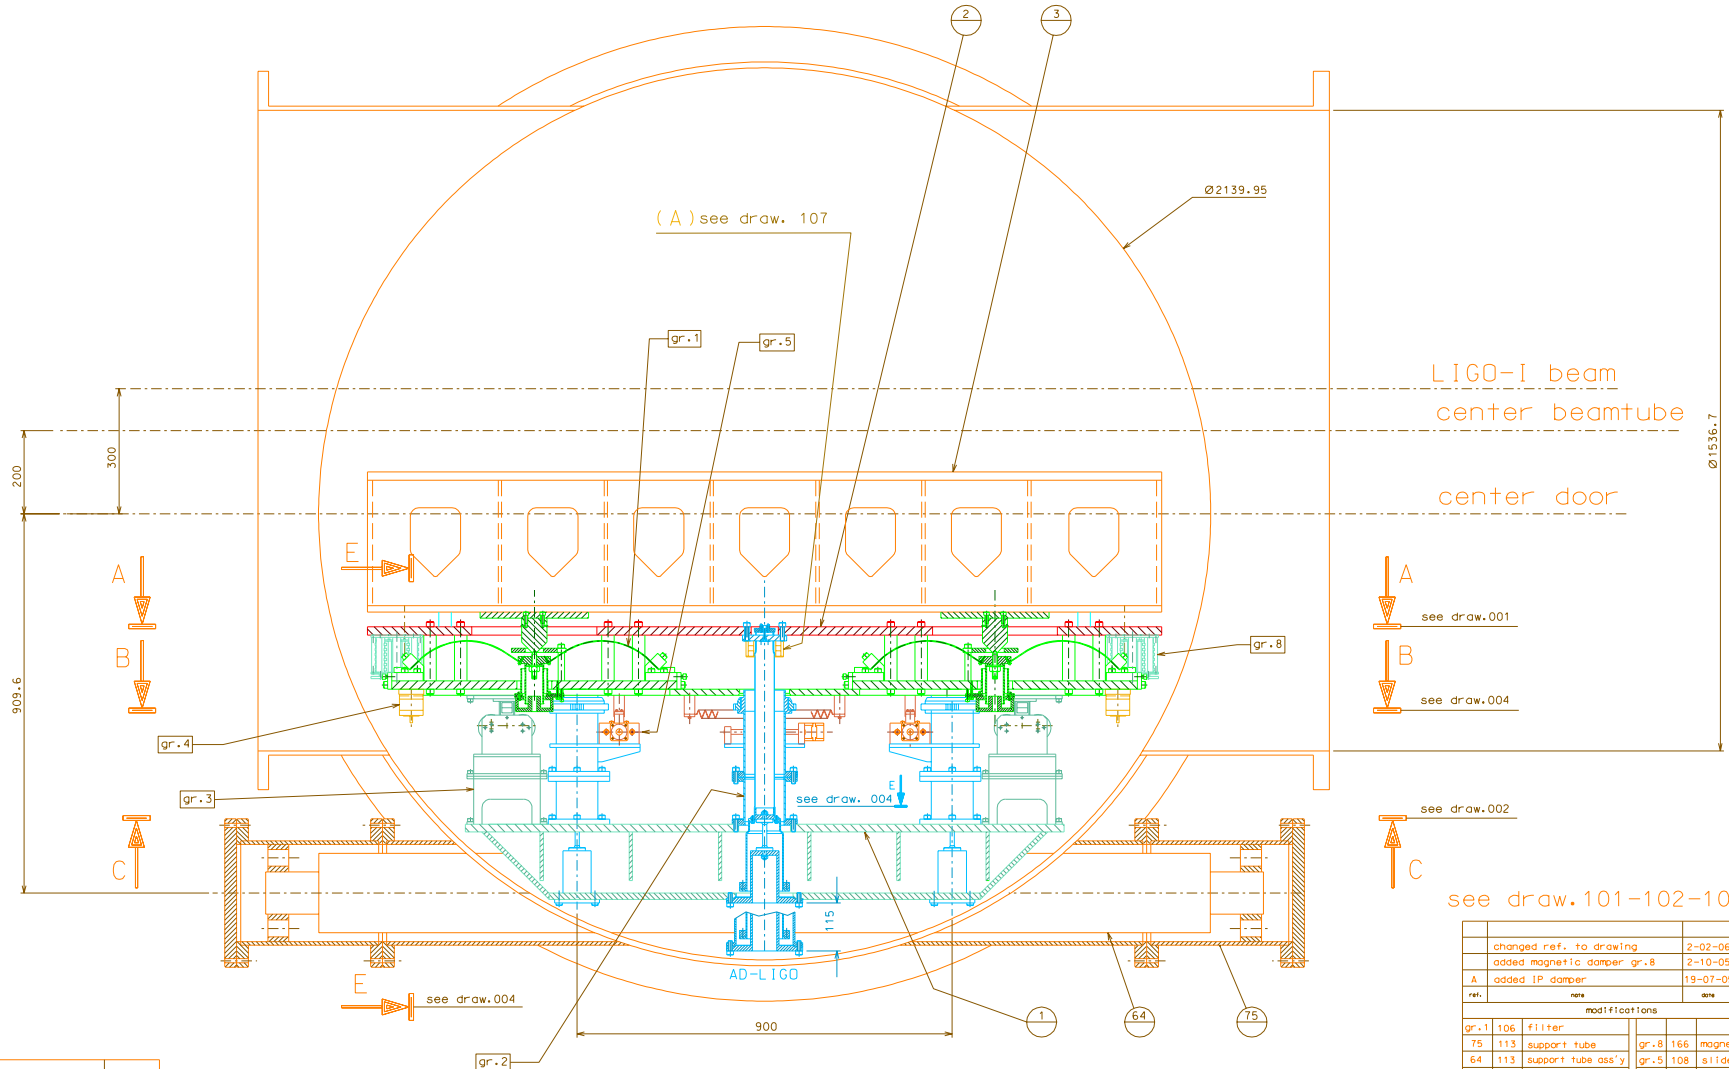 2
3
Ø2139.95
(A) see draw. 107
gr.1
gr.5
LIGO-I beam
center beamtube
300
200
Ø1536.7
center door
E
A
A
see draw.001
B
B
gr.8
see draw.004
909.6
gr.4
gr.3
E
see draw. 004
see draw.002
C
C
see draw.101-102-10
115
AD-LIGO
E
see draw.004
900
1
64
75
gr.2
changed ref. to drawing 2-02-06
added magnetic damper gr.8 2-10-05
A added IP damper 19-07-05
ref. note date
modifications
gr.1 106 filter
75 113 support tube gr.8 166 magne
64 113 support tube ass'y gr.5 108 slide